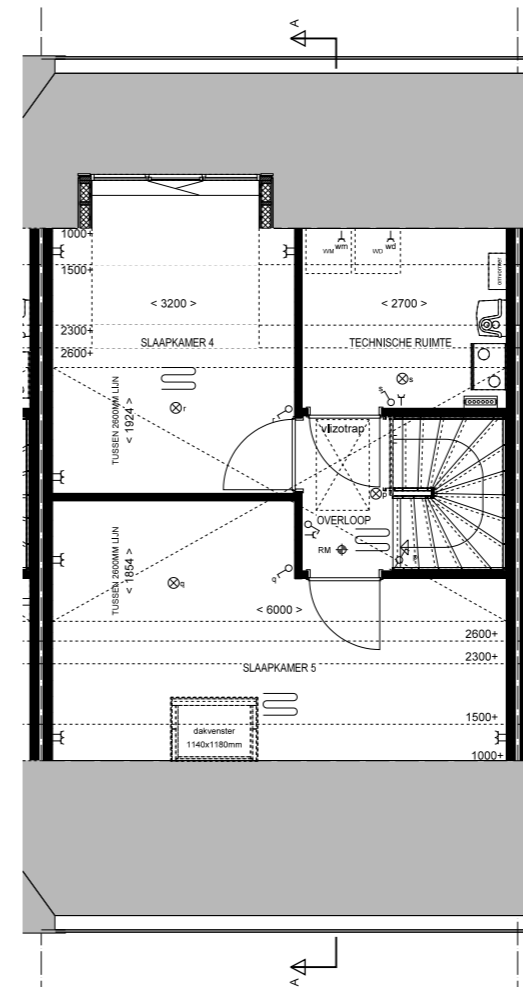 A
1000+
WM
wm
WD
wd
1500+
omvormer
< 3200 >
< 2700 >
2300+
SLAAPKAMER 4
TECHNISCHE RUIMTE
2600+
s
s
r
TUSSEN 2600MM LIJN
< 1924 >
vlizotrap
p
OVERLOOP
RM
TUSSEN 2600MM LIJN
< 1854 >
q
q
< 6000 >
2600+
2300+
SLAAPKAMER 5
1500+
dakvenster
1140x1180mm
1000+
A